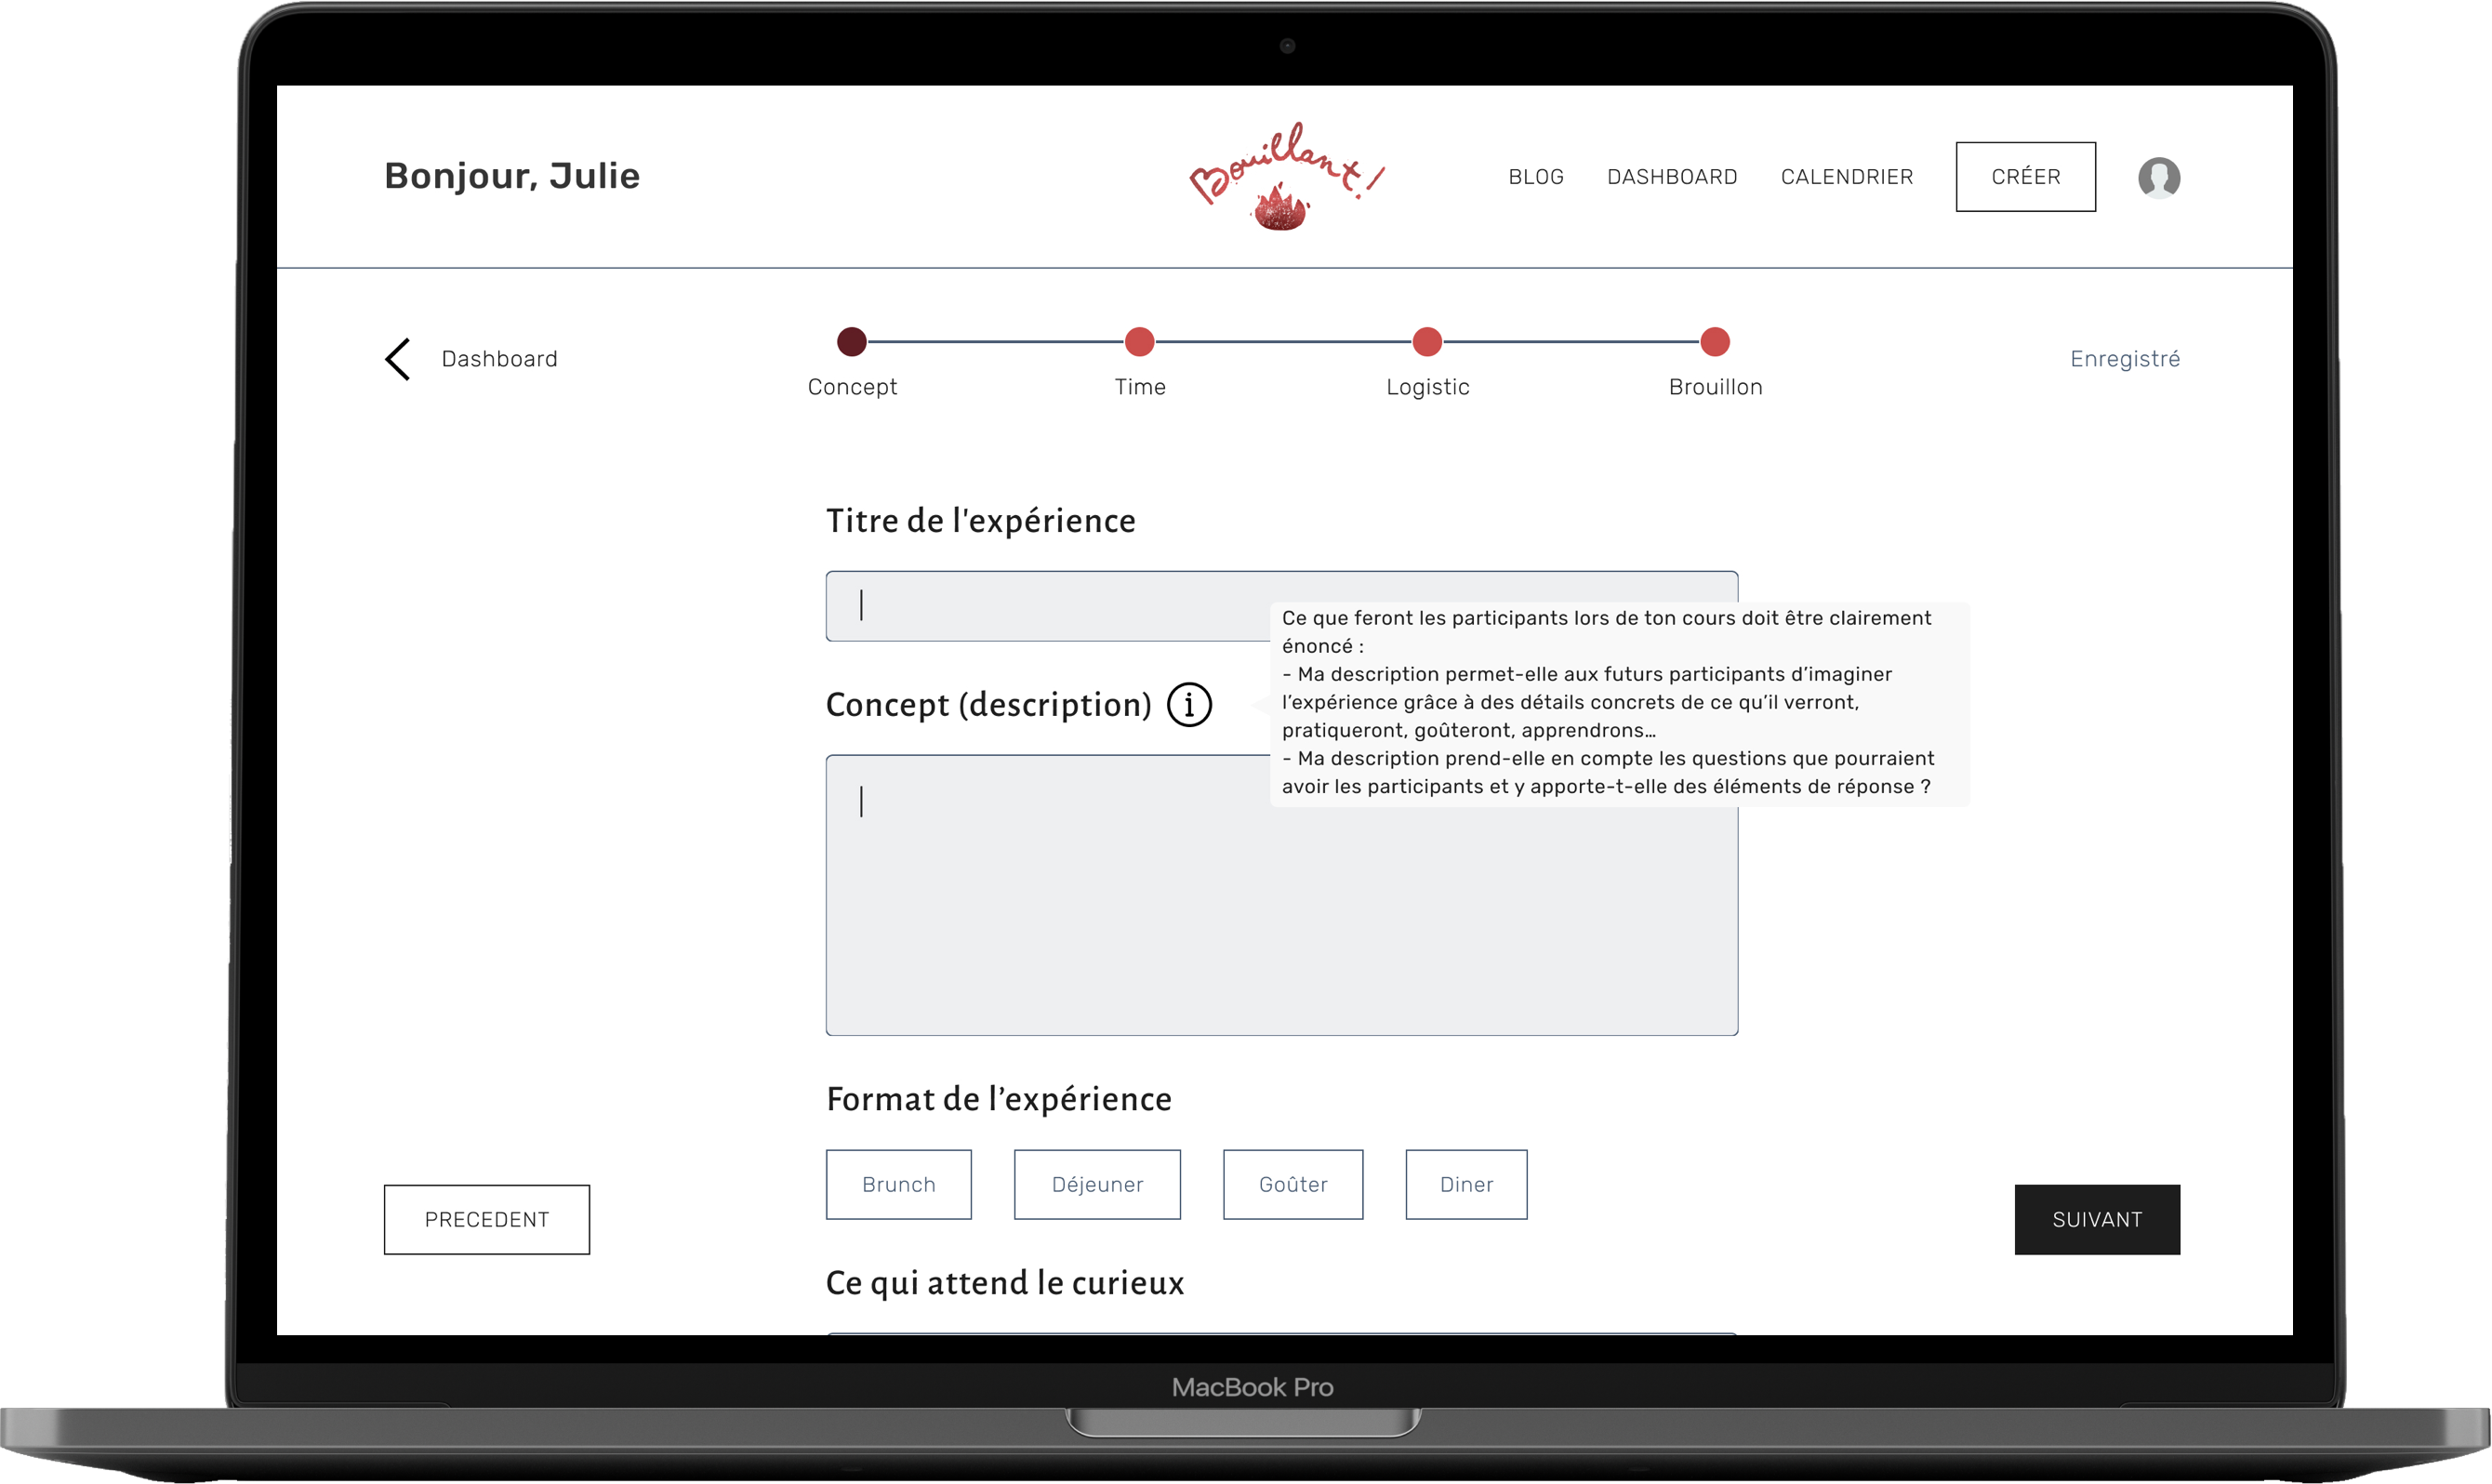 Bonjour, Julie
Bouillant!
BLOG
DASHBOARD
CALENDRIER
CRÉER
Dashboard
Concept
Time
Logistic
Brouillon
Enregistré
Titre de l'expérience
Ce que feront les participants lors de ton cours doit être clairement
énoncé :
- Ma description permet-elle aux futurs participants d’imaginer
l’expérience grâce à des détails concrets de ce qu’il verront,
pratiqueront, goûteront, apprendrons…
- Ma description prend-elle en compte les questions que pourraient
avoir les participants et y apporte-t-elle des éléments de réponse ?
Concept (description)
i
Format de l’expérience
Brunch
Déjeuner
Goûter
Diner
PRECEDENT
SUIVANT
Ce qui attend le curieux
MacBook Pro